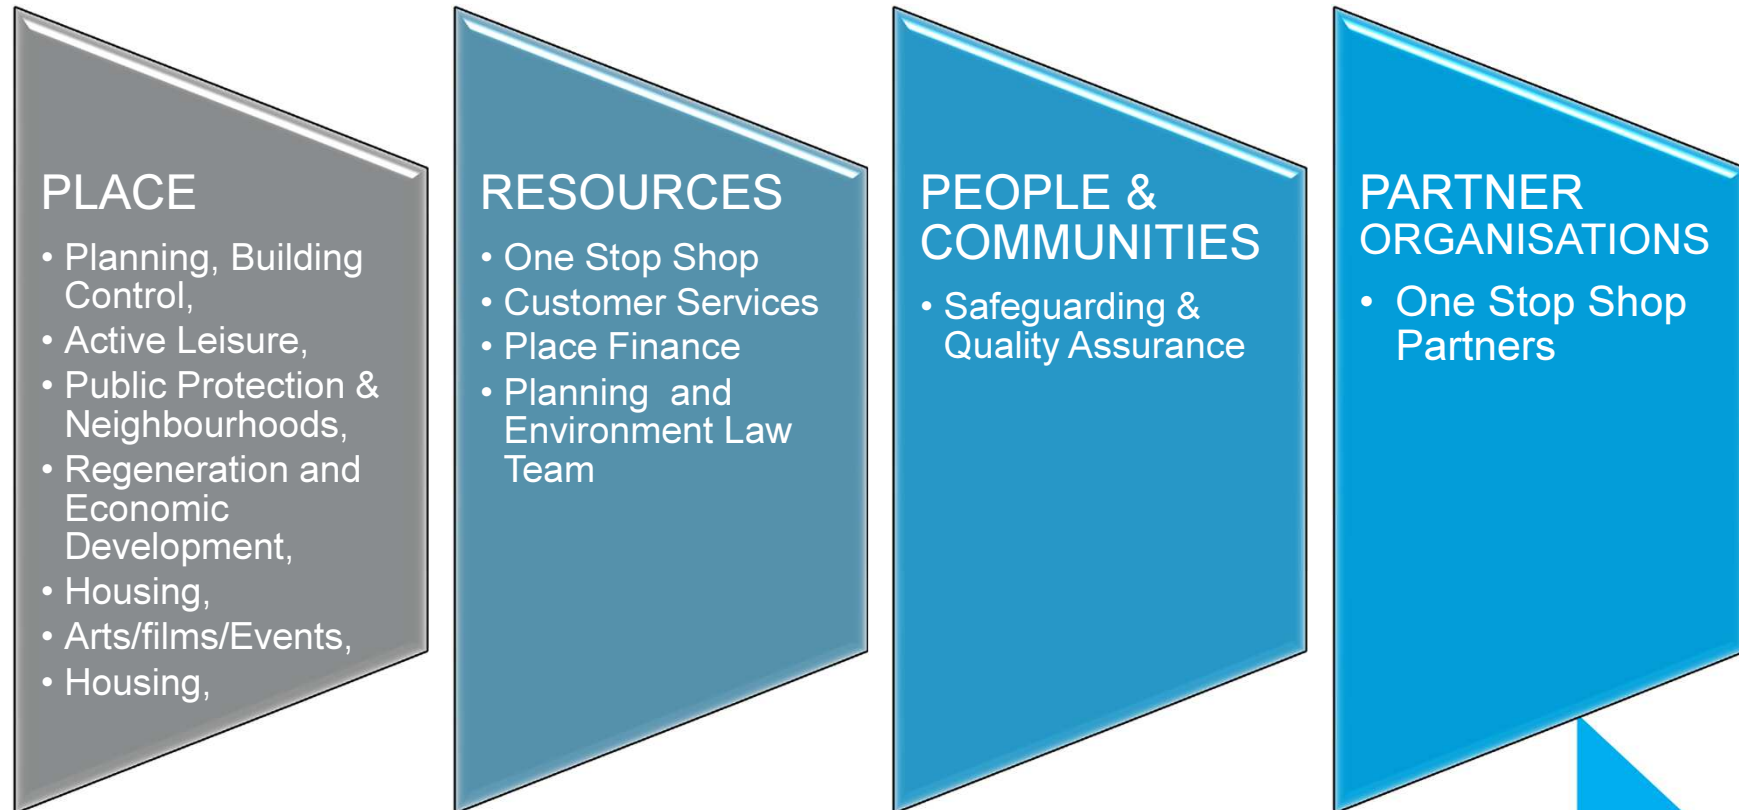 PLACE
• Planning, Building
Control,
• Active Leisure,
• Public Protection &
Neighbourhoods,
• Regeneration and
Economic
Development,
• Housing,
• Arts/films/Events,
• Housing,
RESOURCES
• One Stop Shop
• Customer Services
• Place Finance
• Planning  and
Environment Law
Team
PEOPLE &
COMMUNITIES
• Safeguarding &
Quality Assurance
PARTNER
ORGANISATIONS
• One Stop Shop
Partners